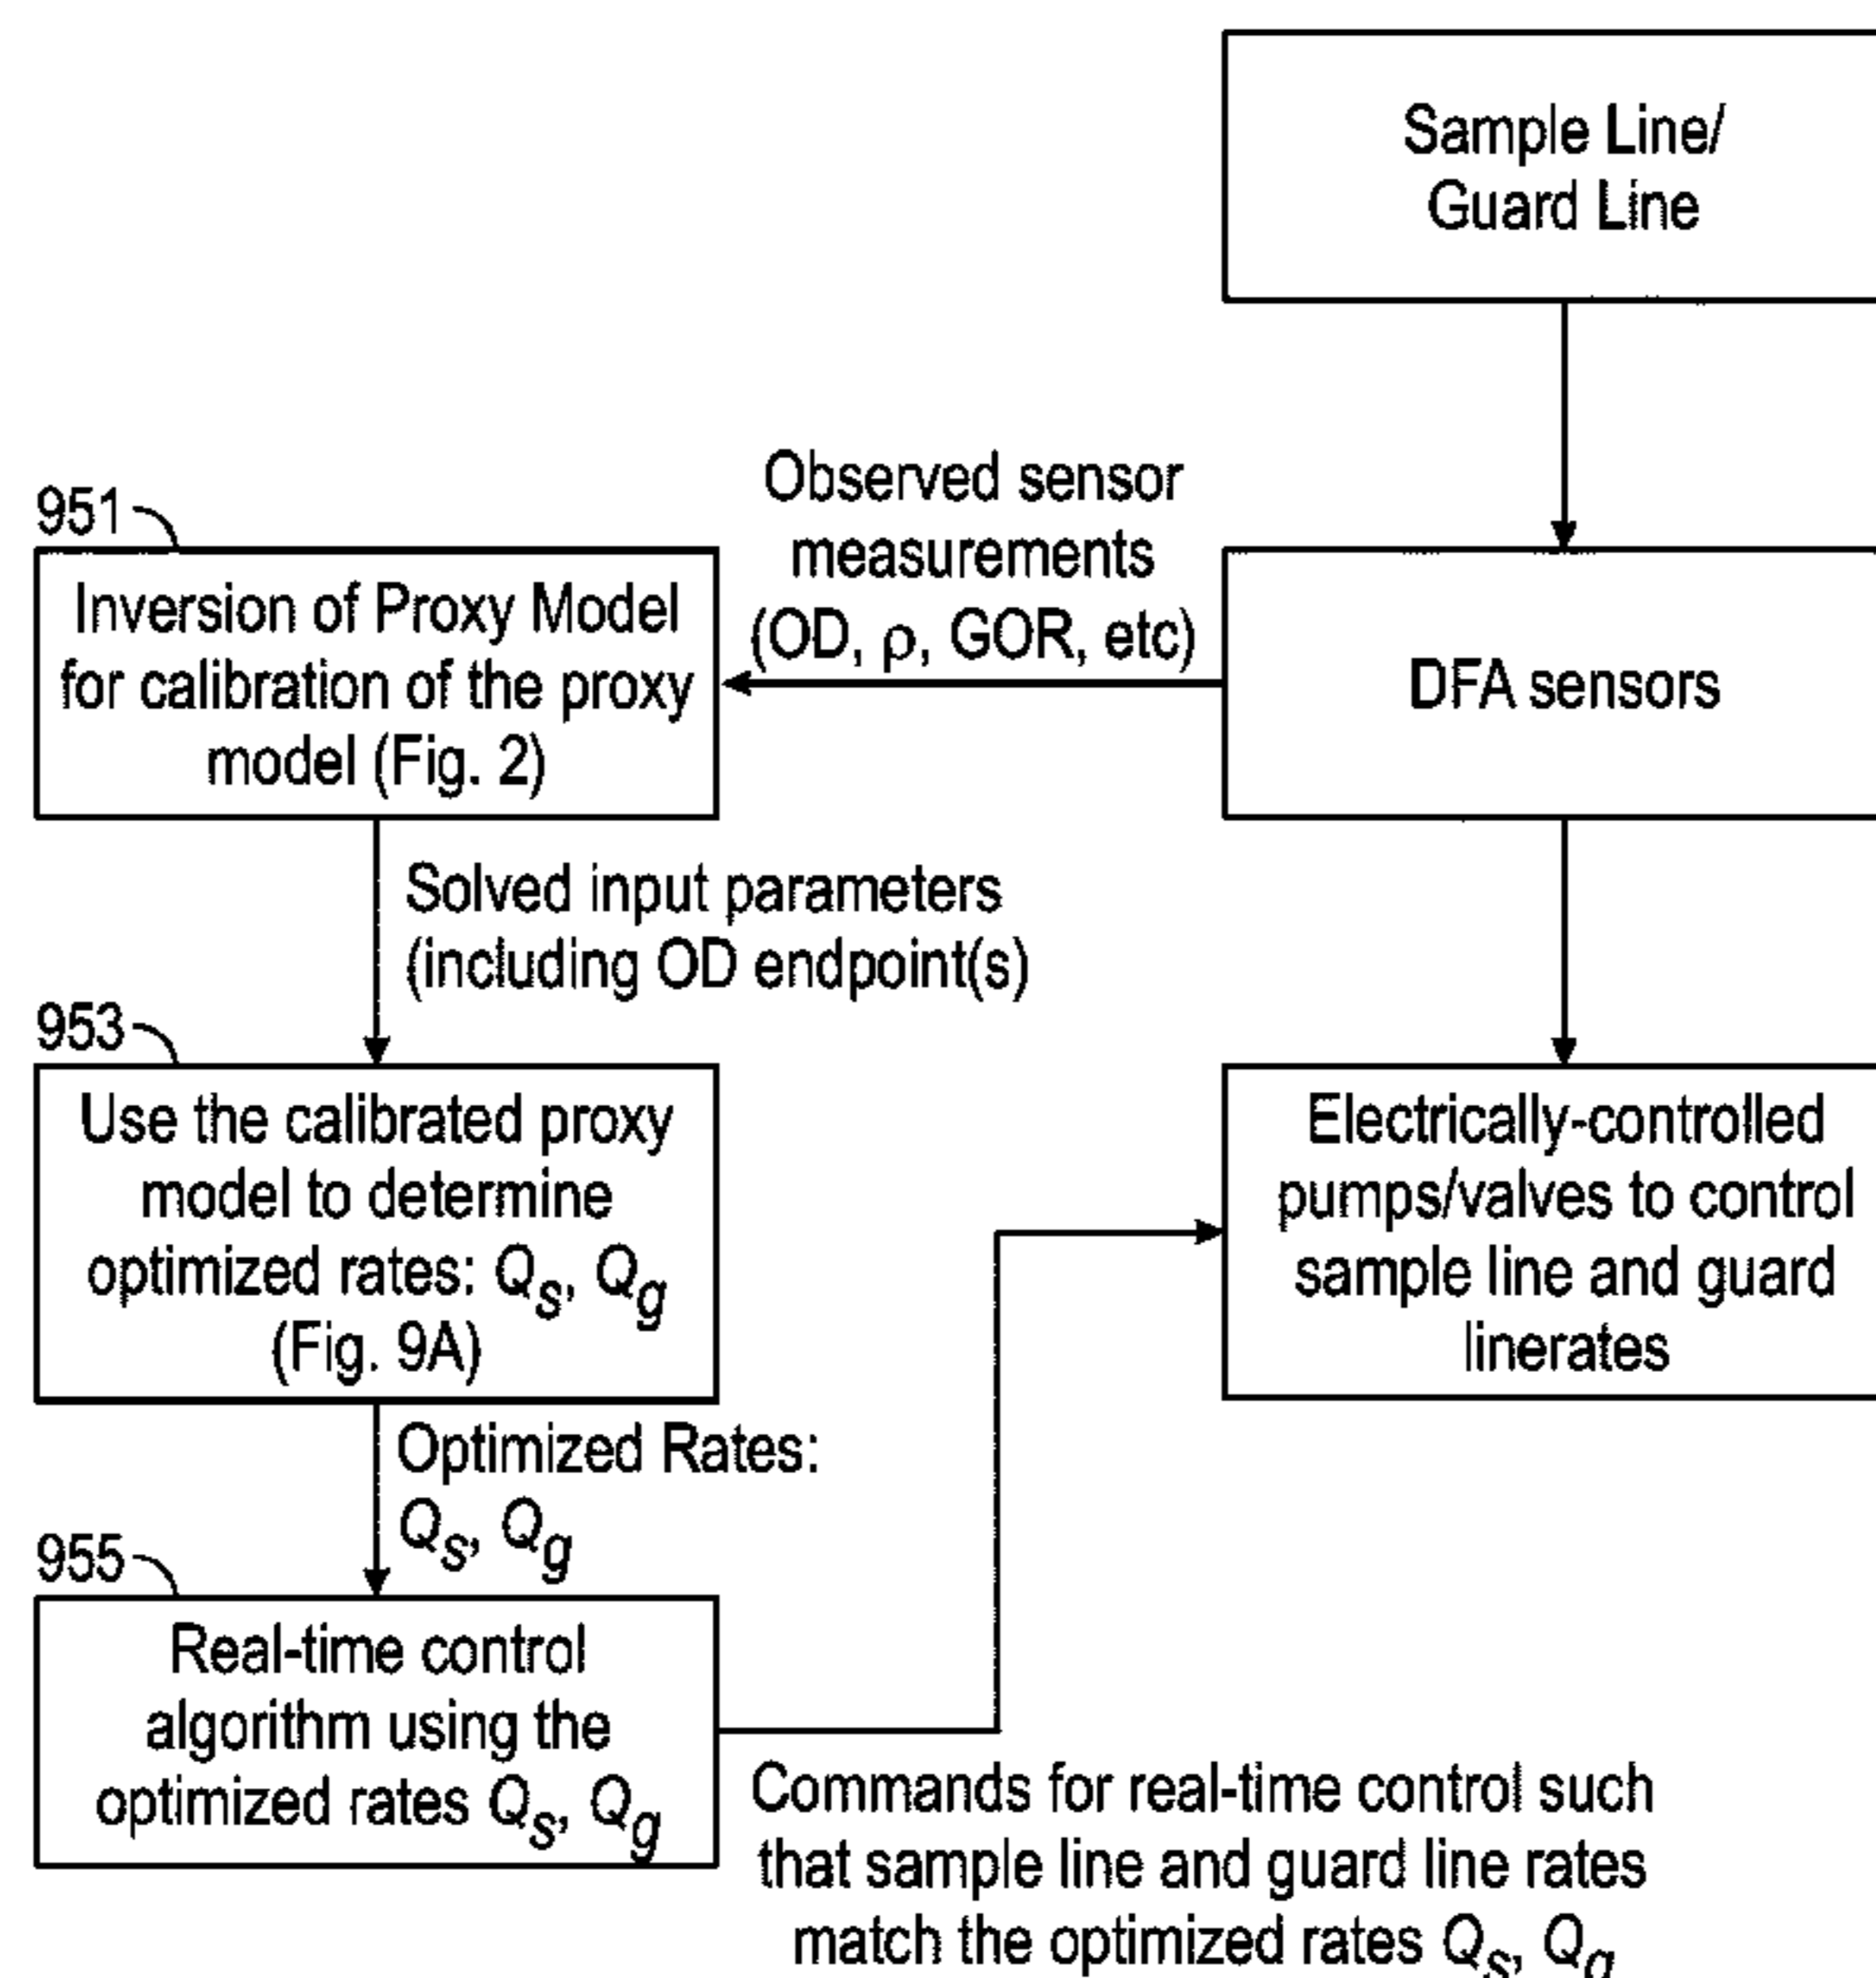 Sample Line/
Guard Line
Observed sensor
measurements
(OD, ρ, GOR, etc)
951
Inversion of Proxy Model
for calibration of the proxy
model (Fig. 2)
DFA sensors
Solved input parameters
(including OD endpoint(s)
953
Use the calibrated proxy
model to determine
optimized rates: Qs, Qg
(Fig. 9A)
Electrically-controlled
pumps/valves to control
sample line and guard
linerates
Optimized Rates:
Qs, Qg
955
Real-time control
algorithm using the
optimized rates Qs, Qg
Commands for real-time control such
that sample line and guard line rates
match the optimized rates Qs, Qg